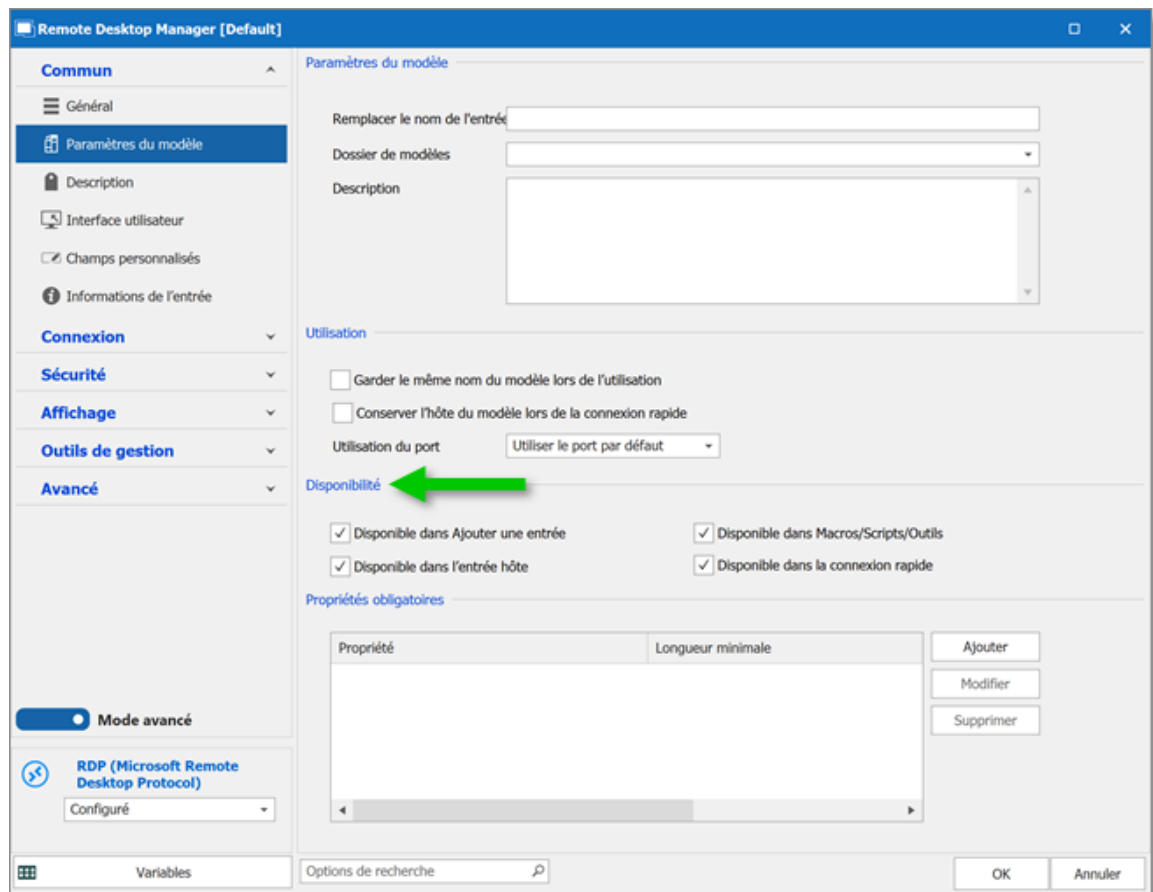 Remote Desktop Manager [Default]
Commun
Général
Paramètres du modèle
Description
Interface utilisateur
Champs personnalisés
Informations de l'entrée
Connexion
Sécurité
Affichage
Outils de gestion
Avancé
Mode avancé
RDP (Microsoft Remote
Desktop Protocol)
Configuré
Variables
Paramètres du modèle
Remplacer le nom de l'entrée
Dossier de modèles
Description
Utilisation
Garder le même nom du modèle lors de l'utilisation
Conserver l'hôte du modèle lors de la connexion rapide
Utilisation du port Utiliser le port par défaut
Disponibilité
Disponible dans Ajouter une entrée Disponible dans Macros/Scripts/Outils
Disponible dans l'entrée hôte Disponible dans la connexion rapide
Propriétés obligatoires
Propriété Longueur minimale
Ajouter
Modifier
Supprimer
Options de recherche
OK Annuler